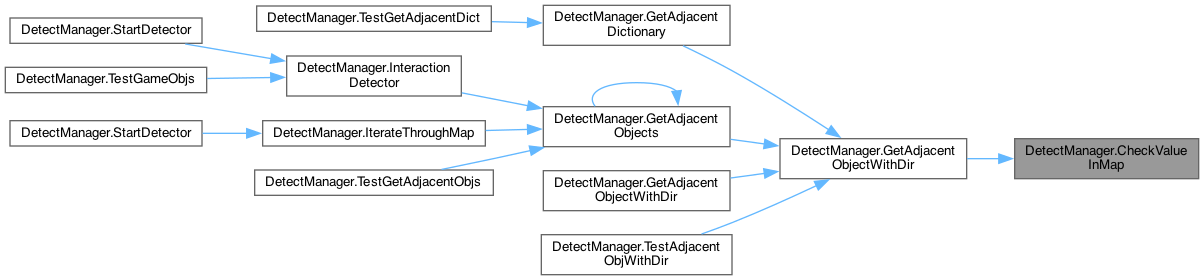 DetectManager.StartDetector
DetectManager.TestGameObjs
DetectManager.StartDetector
DetectManager.TestGetAdjacentDict
DetectManager.Interaction
Detector
DetectManager.IterateThroughMap
DetectManager.TestGetAdjacentObjs
DetectManager.GetAdjacent
Dictionary
DetectManager.GetAdjacent
Objects
DetectManager.GetAdjacent
ObjectWithDir
DetectManager.TestAdjacent
ObjWithDir
DetectManager.GetAdjacent
ObjectWithDir
DetectManager.CheckValue
InMap